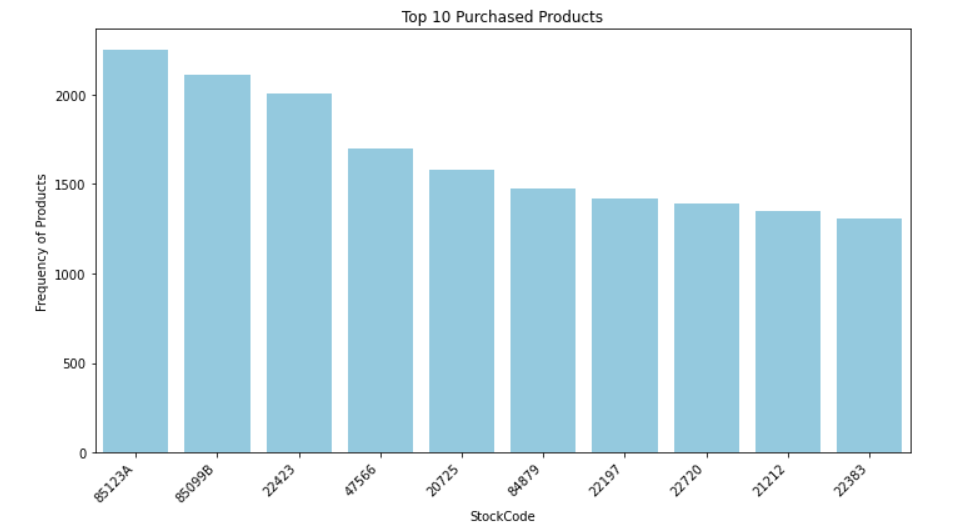 Top 10 Purchased Products
Frequency of Products
2000
1500
1000
500
0
85123A
85099B
22423
47566
20725
84879
22197
22720
21212
22383
StockCode